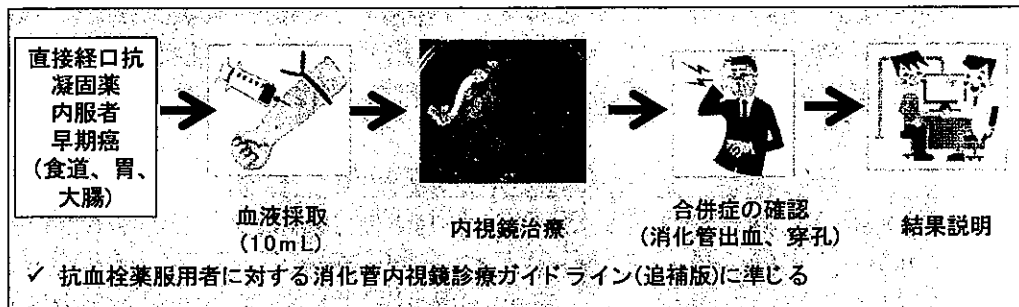 直接経口抗
凝固薬
内服者
早期癌
(食道、胃、
大腸)
血液採取
(10mL)
内視鏡治療
合併症の確認
(消化管出血、穿孔)
結果説明
✓ 抗血栓薬服用者に対する消化菅内視鏡診療ガイドライン(追補版)に準じる